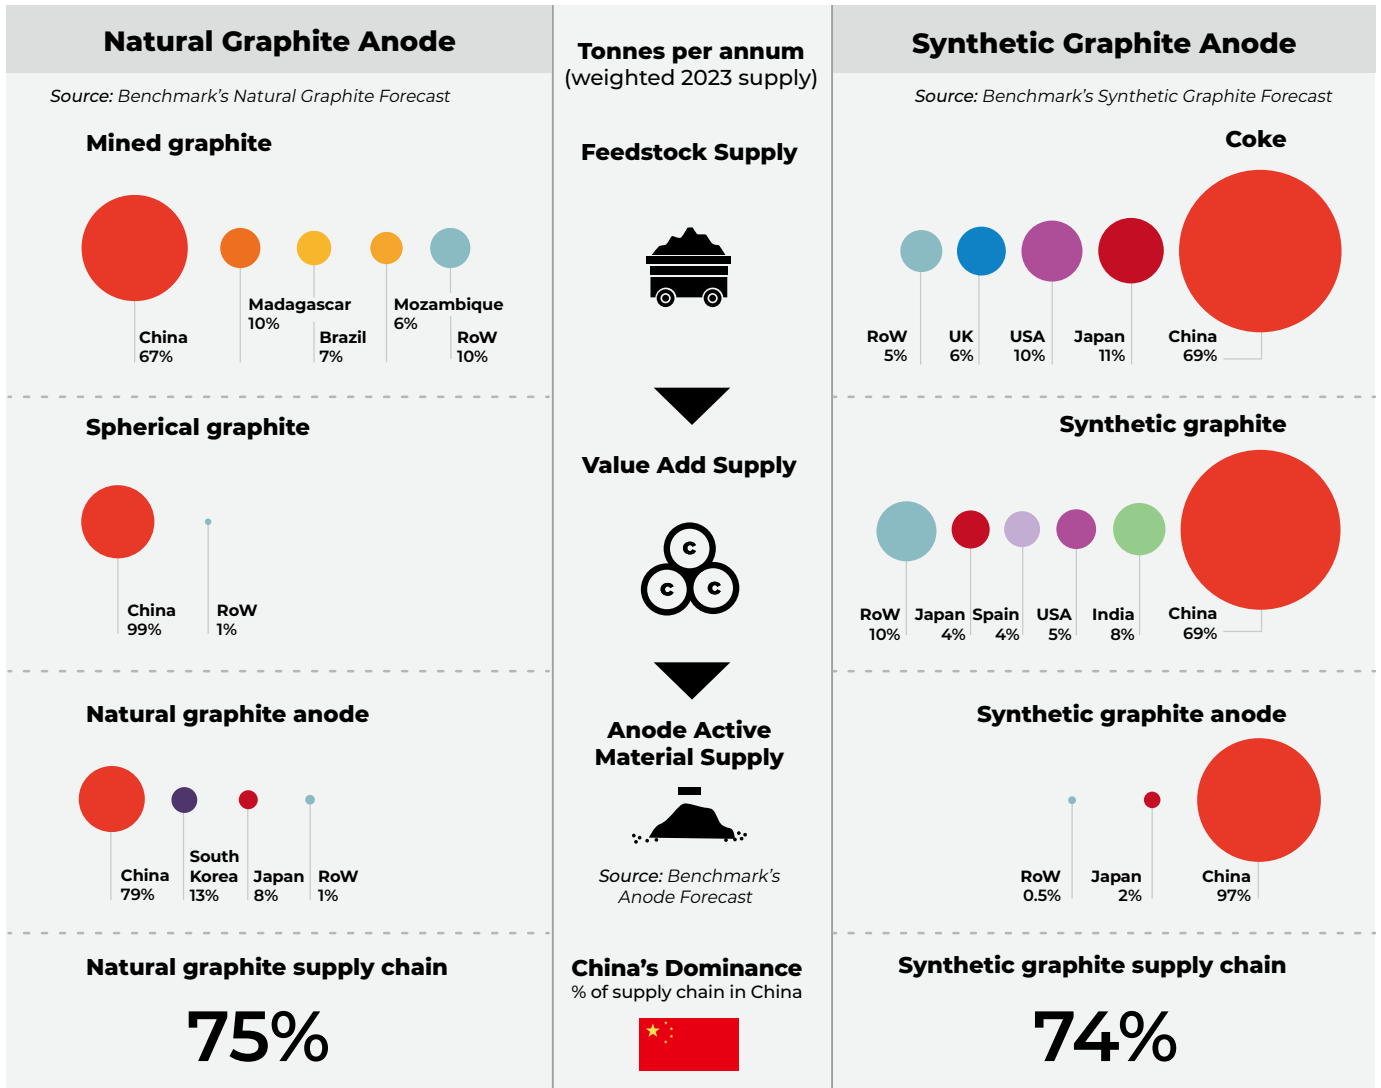 Natural Graphite Anode
Source: Benchmark's Natural Graphite Forecast
Mined graphite
China
67%
Madagascar
10%
Brazil
7%
Mozambique
6%
RoW
10%
Spherical graphite
China
99%
RoW
1%
Natural graphite anode
China
79%
South
Korea
13%
Japan
8%
RoW
1%
Natural graphite supply chain
75%
Tonnes per annum
(weighted 2023 supply)
Feedstock Supply
Value Add Supply
C
C
C
Anode Active
Material Supply
Source: Benchmark's
Anode Forecast
China's Dominance
% of supply chain in China
Synthetic Graphite Anode
Source: Benchmark's Synthetic Graphite Forecast
Coke
RoW
5%
UK
6%
USA
10%
Japan
11%
China
69%
Synthetic graphite
RoW
10%
Japan
4%
Spain
4%
USA
5%
India
8%
China
69%
Synthetic graphite anode
RoW
0.5%
Japan
2%
China
97%
Synthetic graphite supply chain
74%